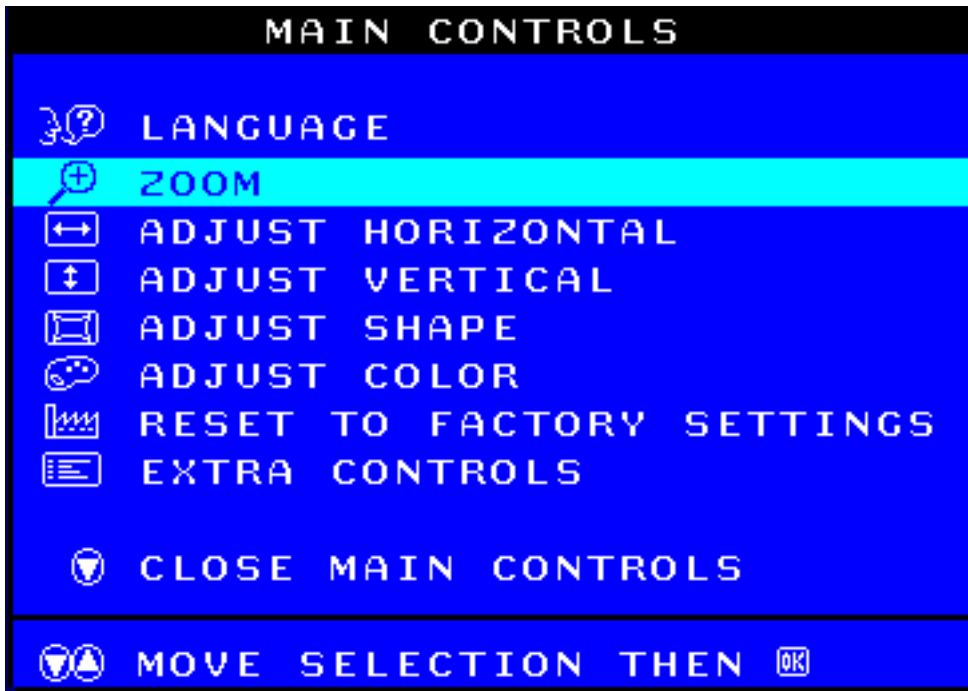 MAIN CONTROLS
LANGUAGE
ZOOM
ADJUST HORIZONTAL
ADJUST VERTICAL
ADJUST SHAPE
ADJUST COLOR
RESET TO FACTORY SETTINGS
EXTRA CONTROLS
CLOSE MAIN CONTROLS
MOVE SELECTION THEN OK